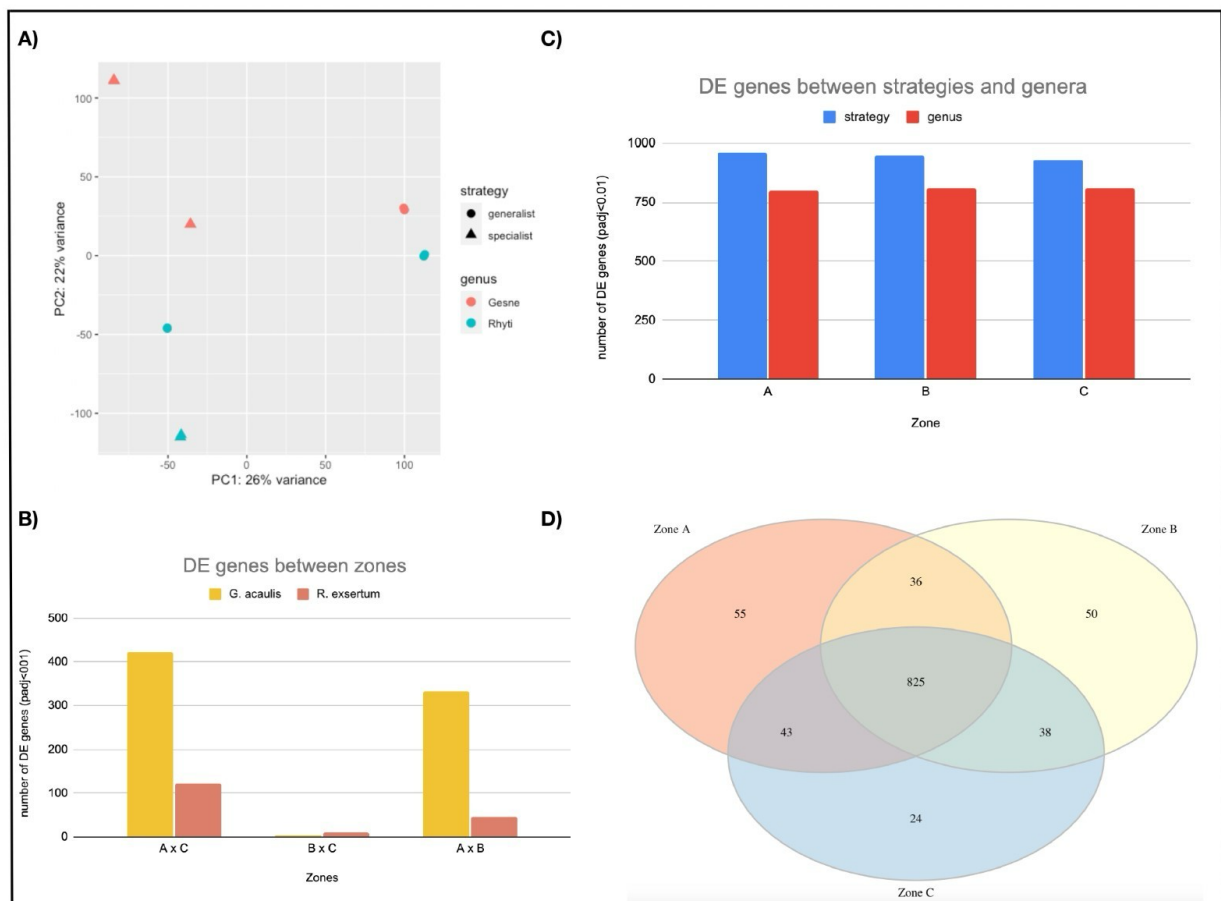 A)
100
50
0
-50
-100
PC2: 22% variance
-50 0 50 100
PC1: 26% variance
strategy
generalist
specialist
genus
Gesne
Rhyti
B)
DE genes between zones
G. acaulis R. exsertum
number of DE genes (padj<001)
500
400
300
200
100
0
A x C B x C A x B
Zones
C)
DE genes between strategies and genera
strategy genus
number of DE genes (padj<0.01)
1000
750
500
250
0
A B C
Zone
D)
Zone A
Zone B
36
55
50
825
43
38
24
Zone C